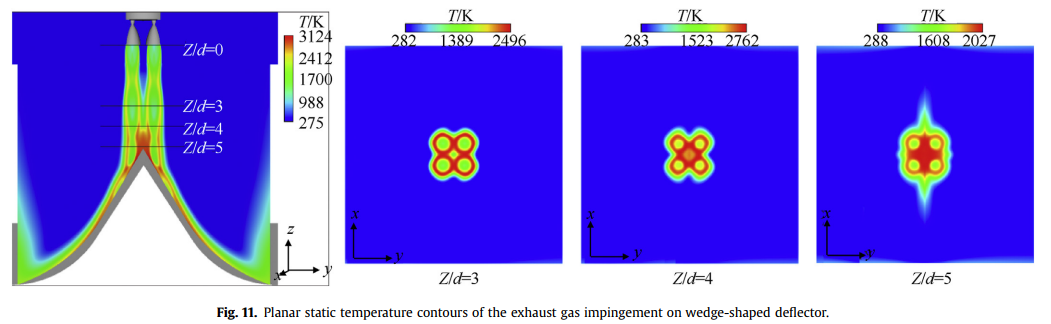 T/K
3124
2412
1700
988
275
Z/d=0
Z/d=3
Z/d=4
Z/d=5
z
x
y
T/K
282 1389 2496
x
y
Z/d=3
T/K
283 1523 2762
x
y
Z/d=4
T/K
288 1608 2027
x
y
Z/d=5
Fig. 11. Planar static temperature contours of the exhaust gas impingement on wedge-shaped deflector.